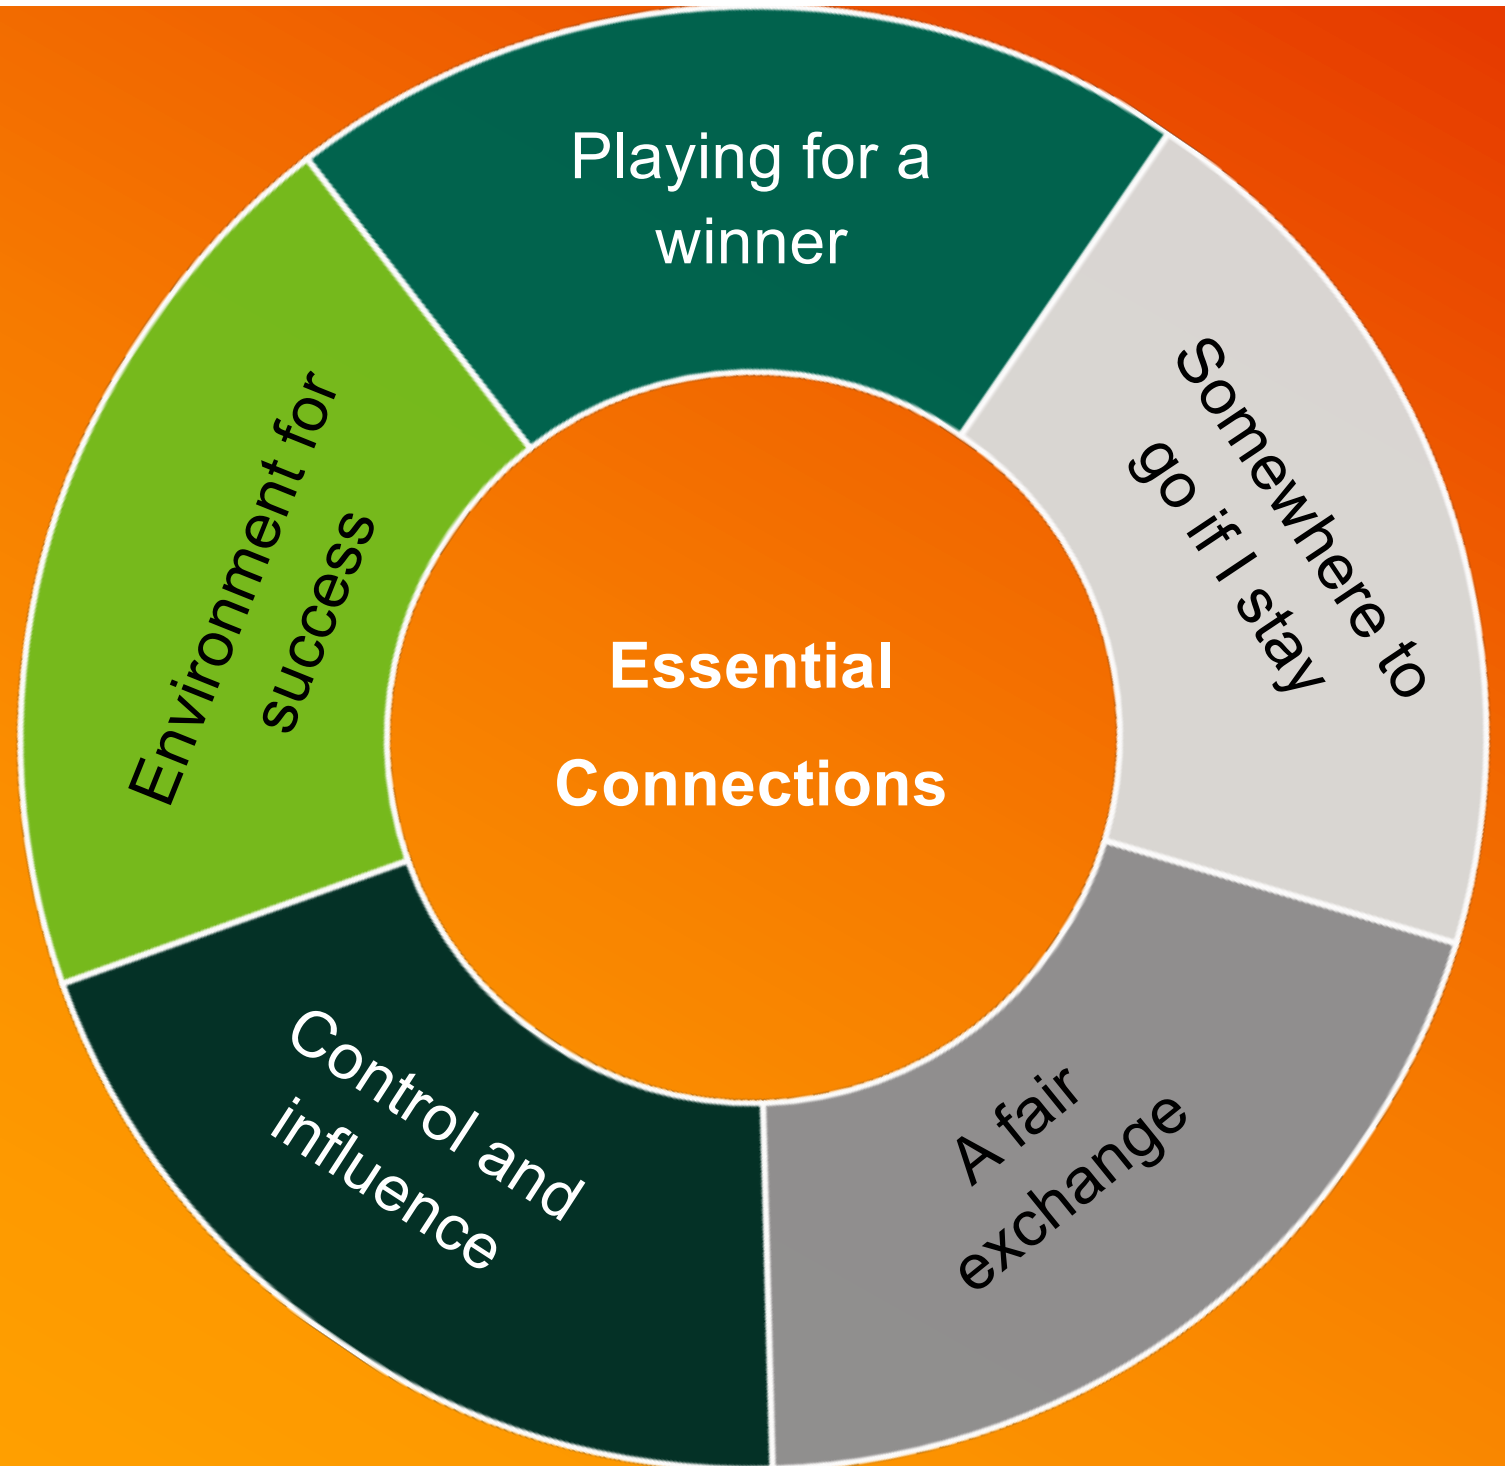 Playing for a
winner
Somewhere to
go if I stay
A fair
exchange
Control and
influence
Environment for
success
Essential
Connections